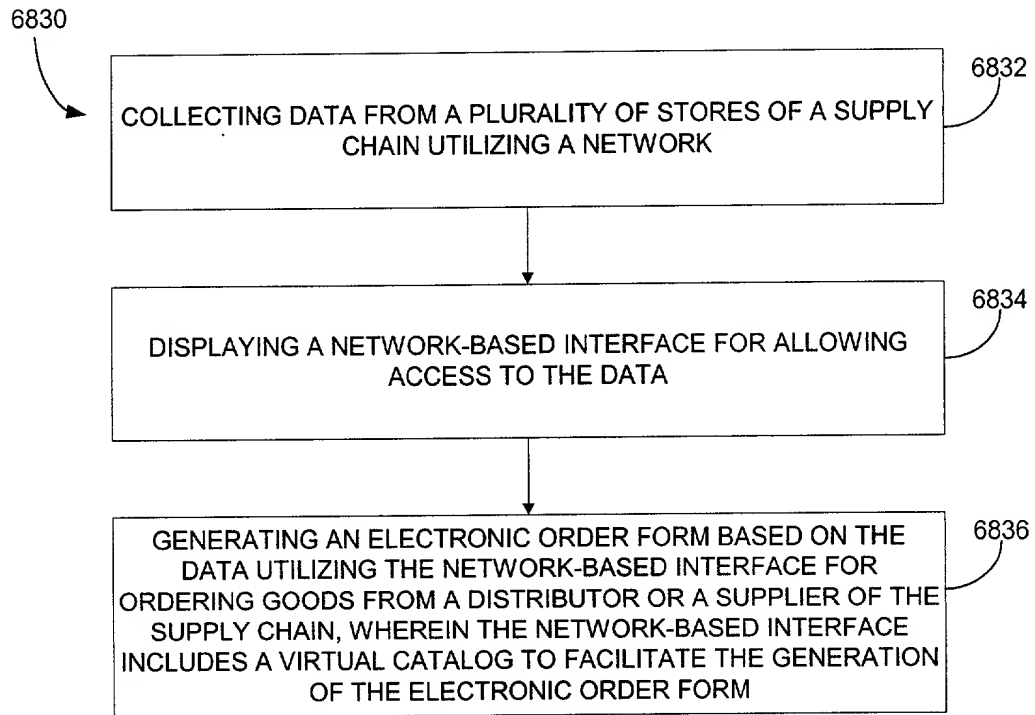 6830
6832
COLLECTING DATA FROM A PLURALITY OF STORES OF A SUPPLY
CHAIN UTILIZING A NETWORK
6834
DISPLAYING A NETWORK-BASED INTERFACE FOR ALLOWING
ACCESS TO THE DATA
6836
GENERATING AN ELECTRONIC ORDER FORM BASED ON THE
DATA UTILIZING THE NETWORK-BASED INTERFACE FOR
ORDERING GOODS FROM A DISTRIBUTOR OR A SUPPLIER OF THE
SUPPLY CHAIN, WHEREIN THE NETWORK-BASED INTERFACE
INCLUDES A VIRTUAL CATALOG TO FACILITATE THE GENERATION
OF THE ELECTRONIC ORDER FORM